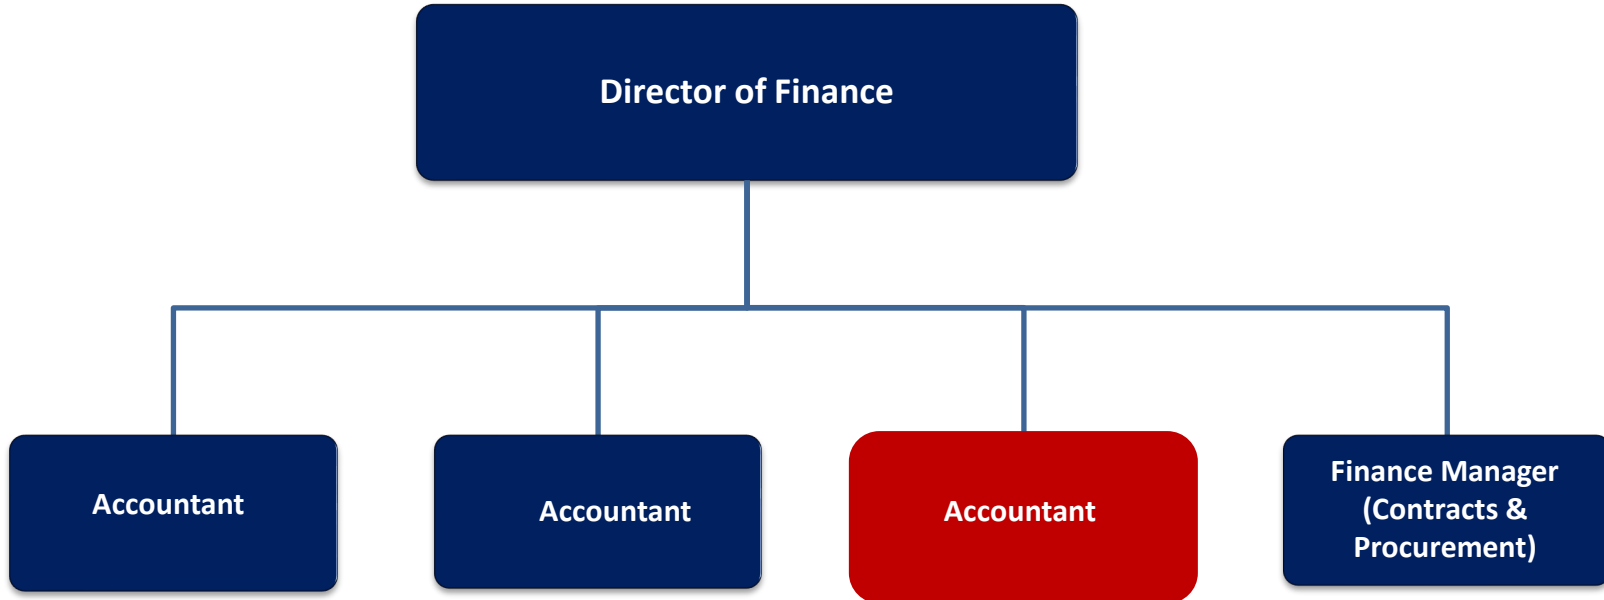 Director of Finance
Accountant
Accountant
Accountant
Finance Manager
(Contracts &
Procurement)